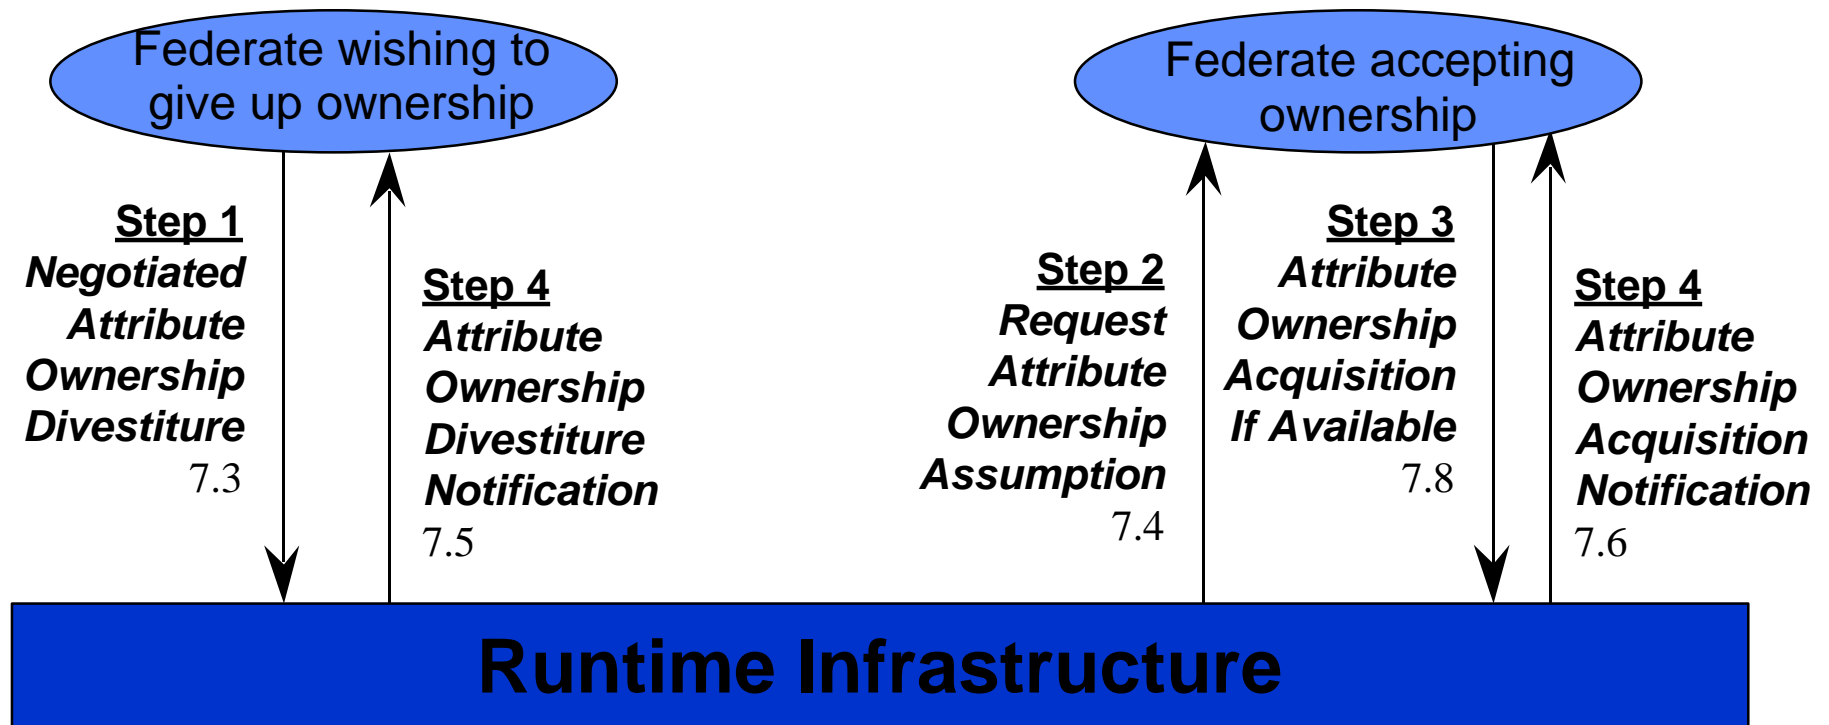 Federate wishing to
give up ownership
Federate accepting
ownership
Step 1
Negotiated
Attribute
Ownership
Divestiture
7.3
Step 4
Attribute
Ownership
Divestiture
Notification
7.5
Step 2
Request
Attribute
Ownership
Assumption
7.4
Step 3
Attribute
Ownership
Acquisition
If Available
7.8
Step 4
Attribute
Ownership
Acquisition
Notification
7.6
Runtime Infrastructure